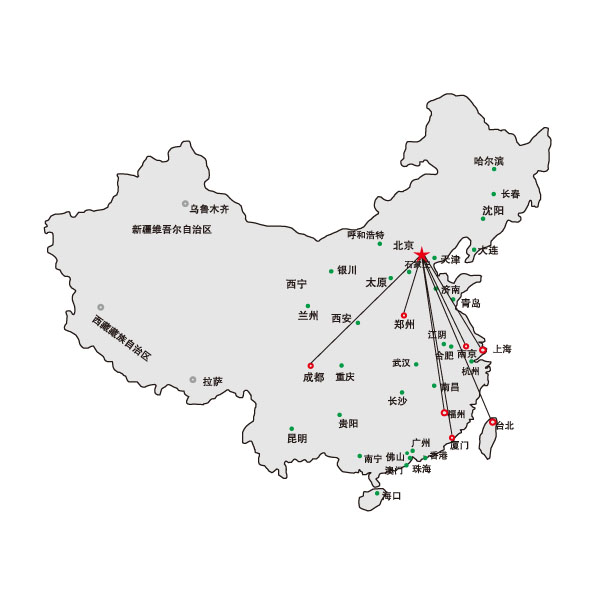 哈尔滨
长春
沈阳
乌鲁木齐
新疆维吾尔自治区
呼和浩特
北京
大连
天津
石家庄
银川
太原
西宁
济南
青岛
兰州
西安
郑州
江阴
合肥
南京
上海
杭州
武汉
西藏藏族自治区
成都
重庆
拉萨
南昌
长沙
福州
贵阳
台北
昆明
广州
厦门
南宁
佛山
香港
澳门
珠海
海口